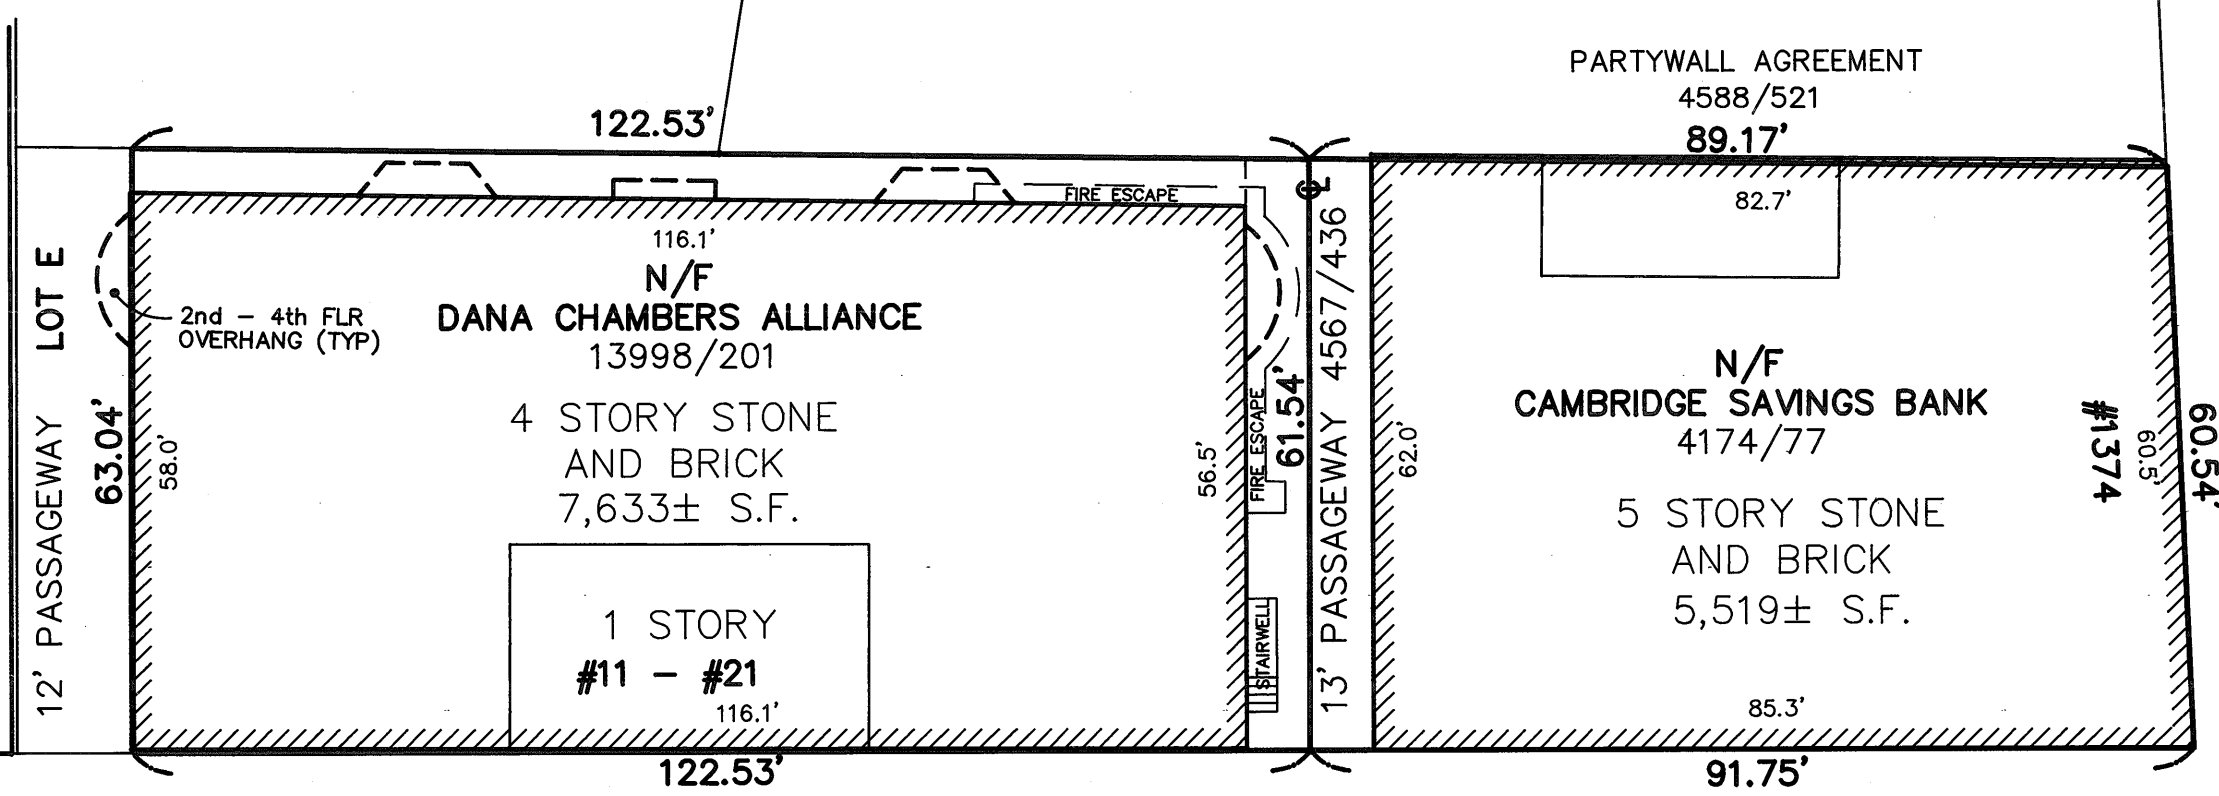 PARTYWALL AGREEMENT
4588/521
122.53'
89.17'
FIRE ESCAPE
℄
82.7'
116.1'
N/F
DANA CHAMBERS ALLIANCE
13998/201
2nd - 4th FLR
OVERHANG (TYP)
4 STORY STONE
AND BRICK
7,633± S.F.
12' PASSAGEWAY LOT E
63.04'
58.0'
56.5'
FIRE ESCAPE
61.54'
13' PASSAGEWAY 4567/436
62.0'
N/F
CAMBRIDGE SAVINGS BANK
4174/77
5 STORY STONE
AND BRICK
5,519± S.F.
#1374
60.5'
60.54'
1 STORY
#11 - #21
116.1'
STAIRWELL
85.3'
122.53'
91.75'